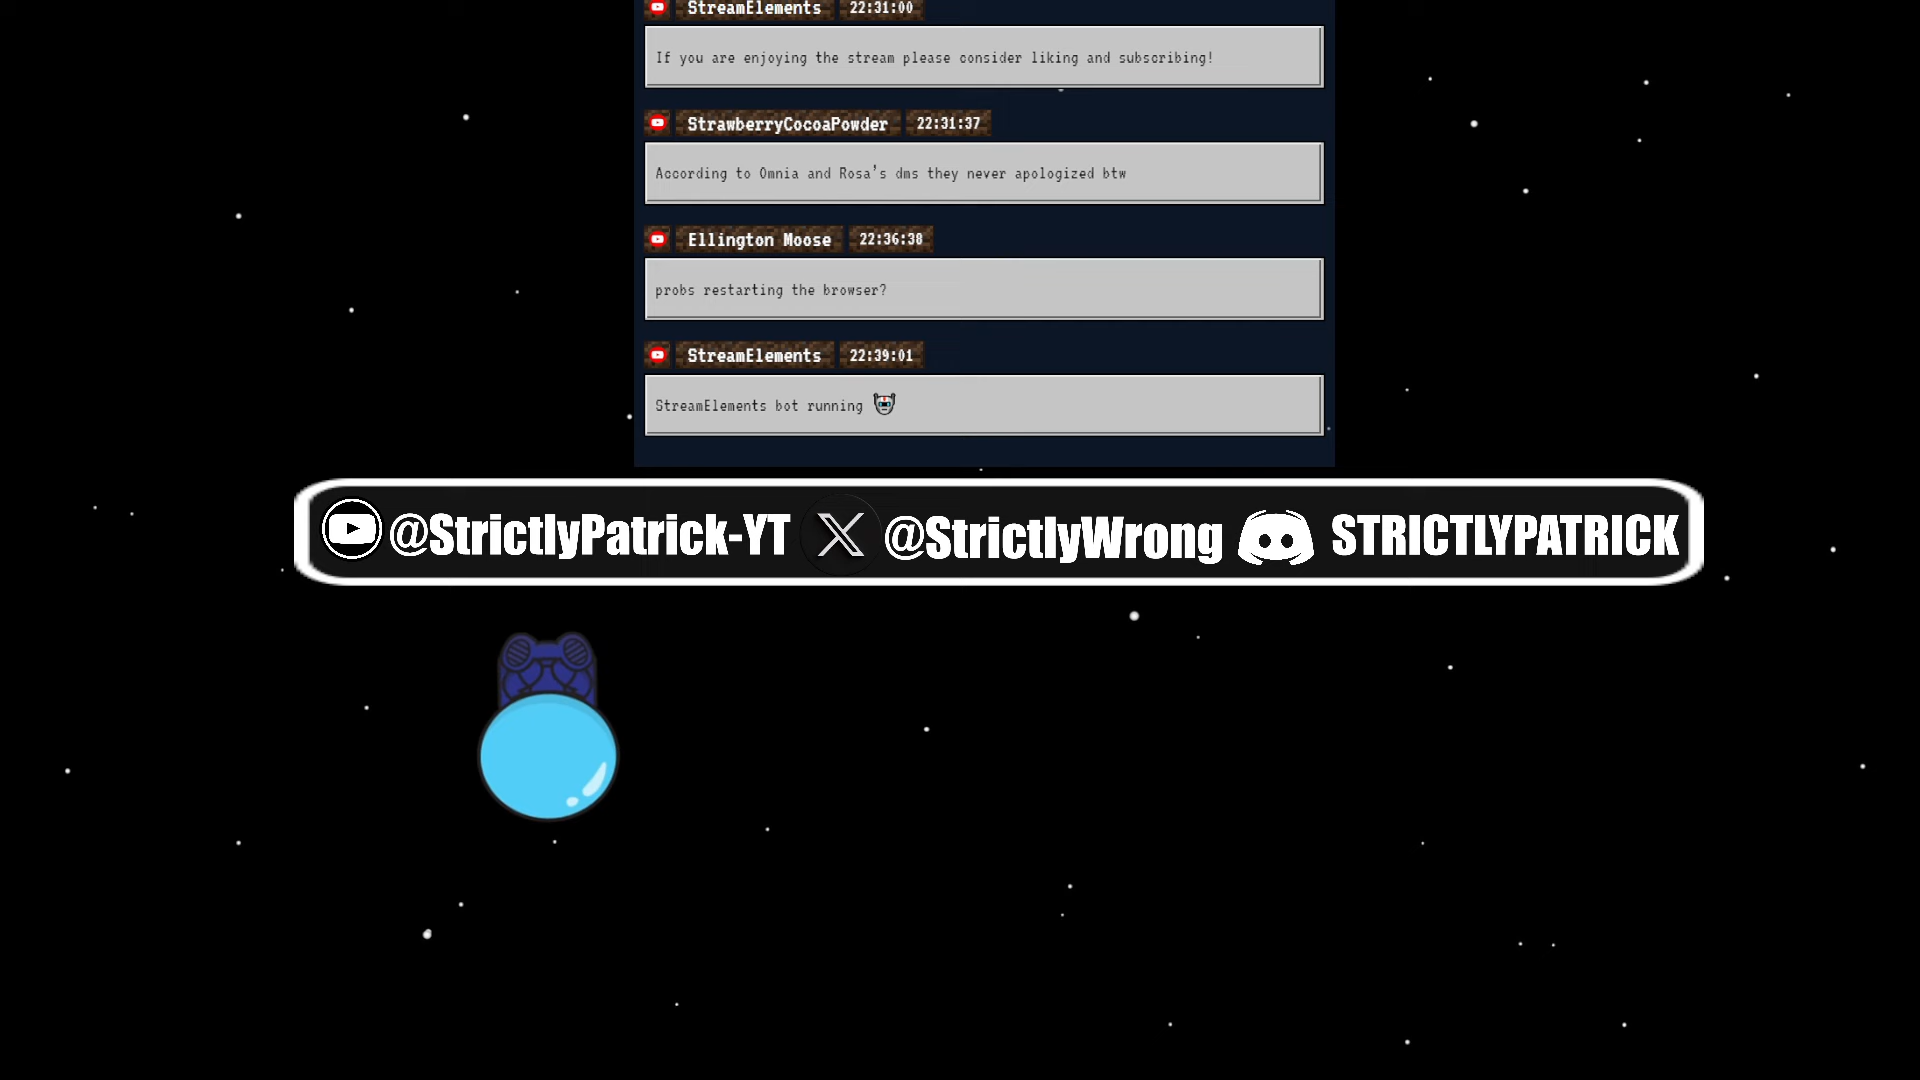 StreamElements 22:31:00
If you are enjoying the stream please consider liking and subscribing!
StrawberryCocoaPowder 22:31:37
According to Omnia and Rosa's dms they never apologized btw
Ellington Moose 22:36:38
probs restarting the browser?
StreamElements 22:39:01
StreamElements bot running
@StrictlyPatrick-YT @StrictlyWrong STRICTLYPATRICK